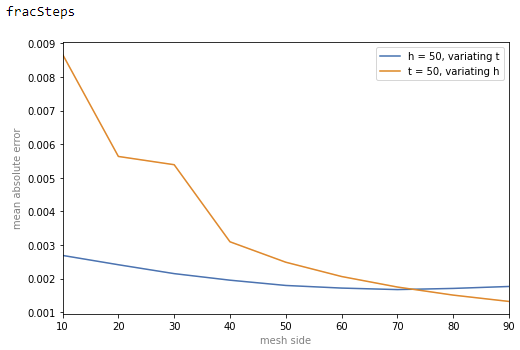 fracSteps
h = 50, variating t
t = 50, variating h
0.009
0.008
0.007
0.006
0.005
0.004
0.003
0.002
0.001
mean absolute error
10 20 30 40 50 60 70 80 90
mesh side